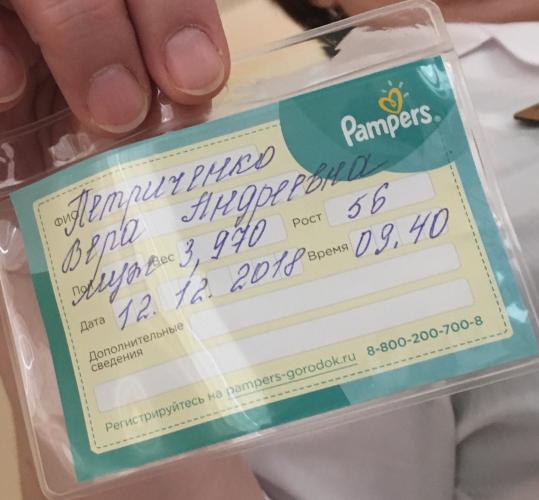 Pampers
ФИО Петриченко
Вера Андреевна
Пол муж Вес 3,970 Рост 56
Дата 12.12.2018 Время 09.40
Дополнительные
сведения
Регистрируйтесь на pampers-gorodok.ru 8-800-200-700-8